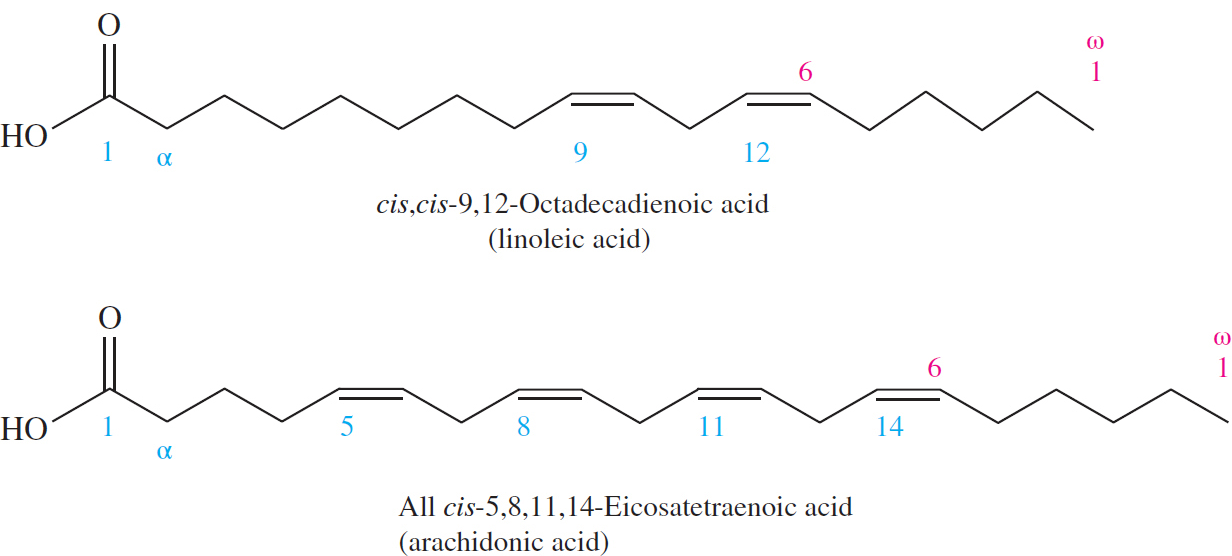 O
ω
6 1
HO
1 α 9 12
cis,cis-9,12-Octadecadienoic acid
(linoleic acid)
O
ω
6 1
HO
1 α 5 8 11 14
All cis-5,8,11,14-Eicosatetraenoic acid
(arachidonic acid)